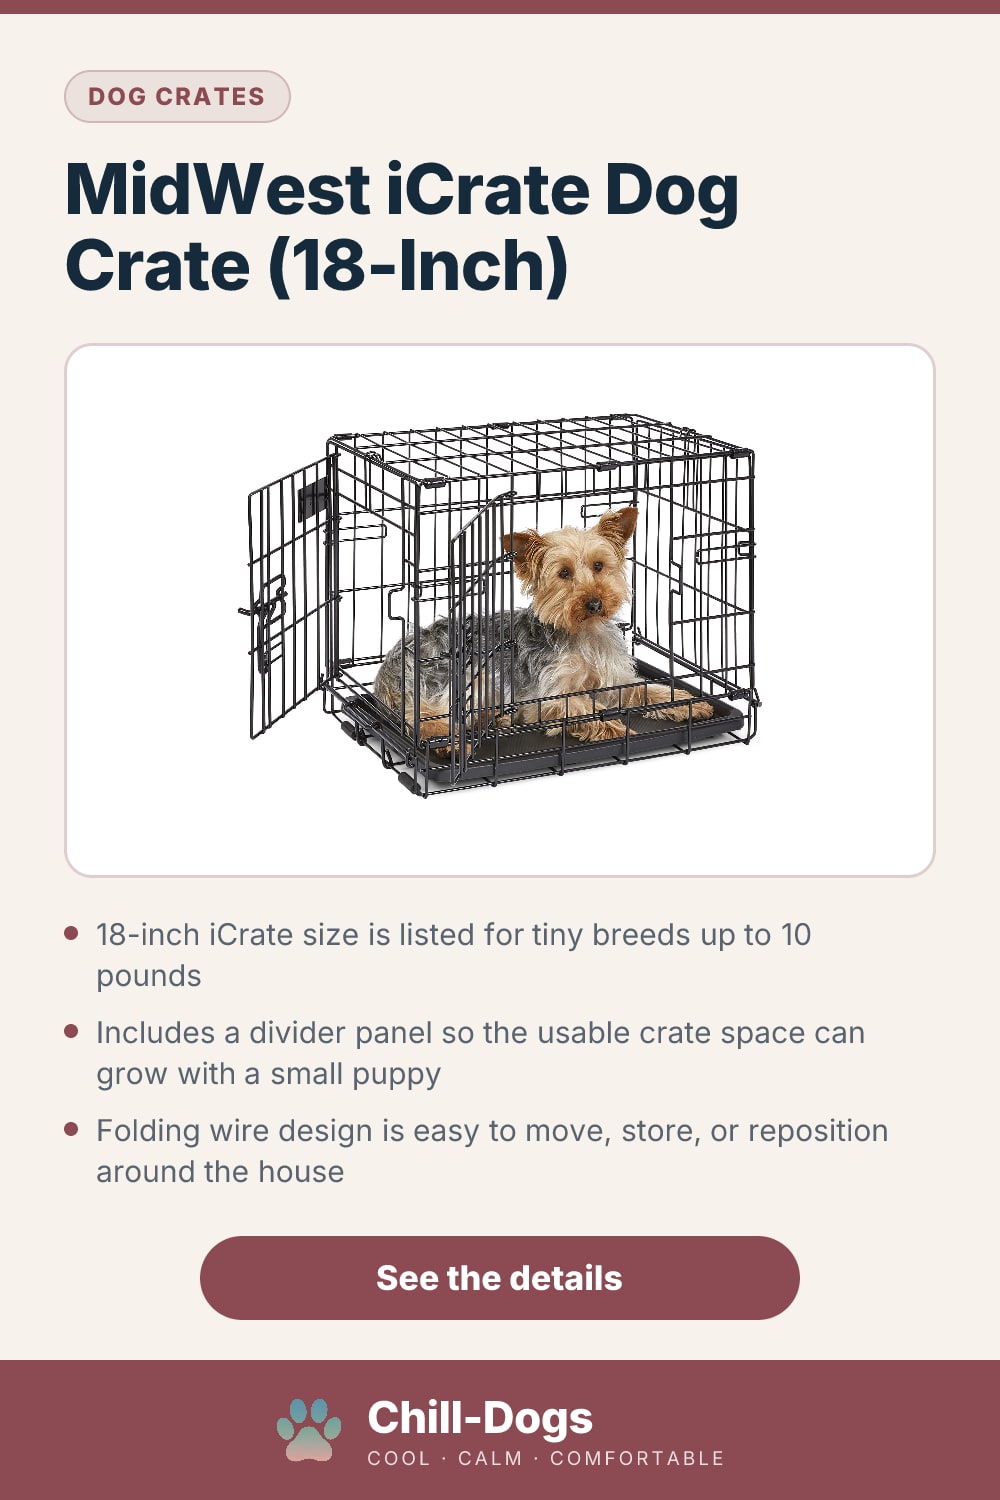 DOG CRATES
MidWest iCrate Dog
Crate (18-Inch)
18-inch iCrate size is listed for tiny breeds up to 10
pounds
Includes a divider panel so the usable crate space can
grow with a small puppy
Folding wire design is easy to move, store, or reposition
around the house
See the details
Chill-Dogs
COOL · CALM · COMFORTABLE